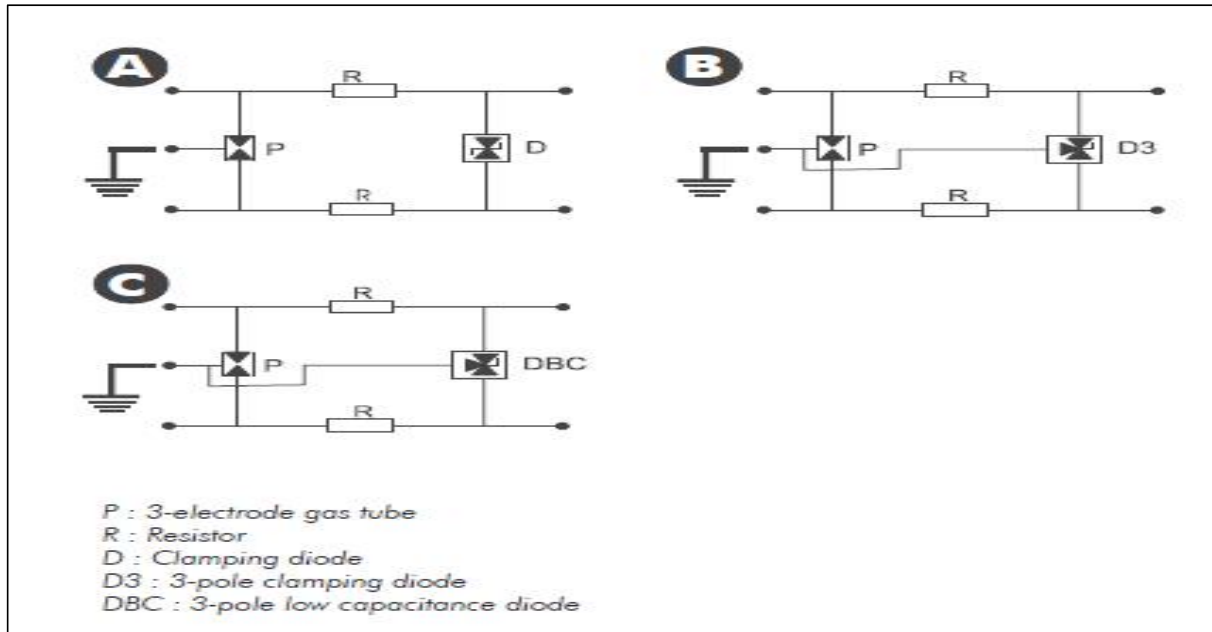 A
R
P
D
R
B
R
P
D3
R
C
R
P
DBC
R
P : 3-electrode gas tube
R : Resistor
D : Clamping diode
D3 : 3-pole clamping diode
DBC : 3-pole low capacitance diode